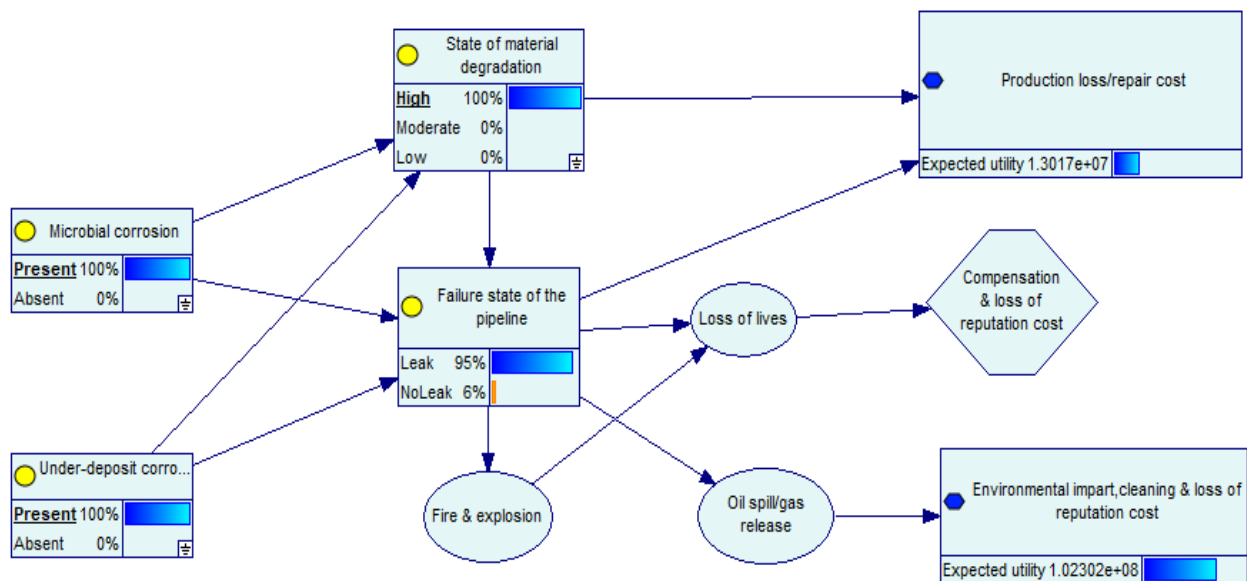 State of material
degradation
High 100%
Moderate 0%
Low 0%
Production loss/repair cost
Expected utility 1.3017e+07
Microbial corrosion
Present 100%
Absent 0%
Failure state of the
pipeline
Leak 95%
NoLeak 6%
Loss of lives
Compensation
& loss of
reputation cost
Under-deposit corro...
Present 100%
Absent 0%
Fire & explosion
Oil spill/gas
release
Environmental impart,cleaning & loss of
reputation cost
Expected utility 1.02302e+08